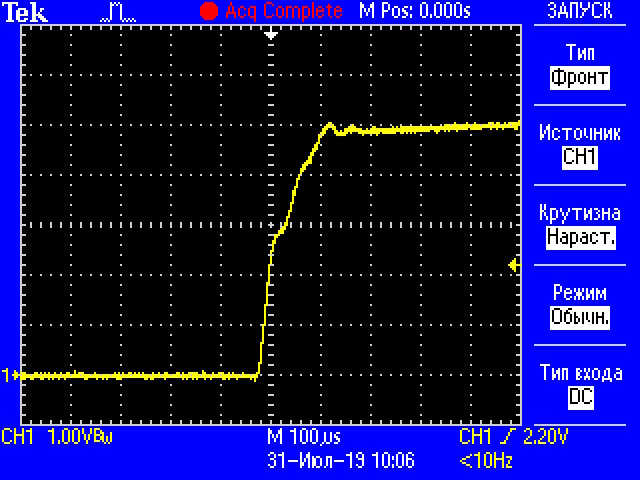 Tek
Acq Complete
M Pos: 0.000s
ЗАПУСК
Тип
Фронт
Источник
CH1
Крутизна
Нараст.
Режим
Обычн.
Тип входа
DC
1
CH1 1.00VBw
M 100µs
CH1 2.20V
31-Июл-19 10:06
<10Hz